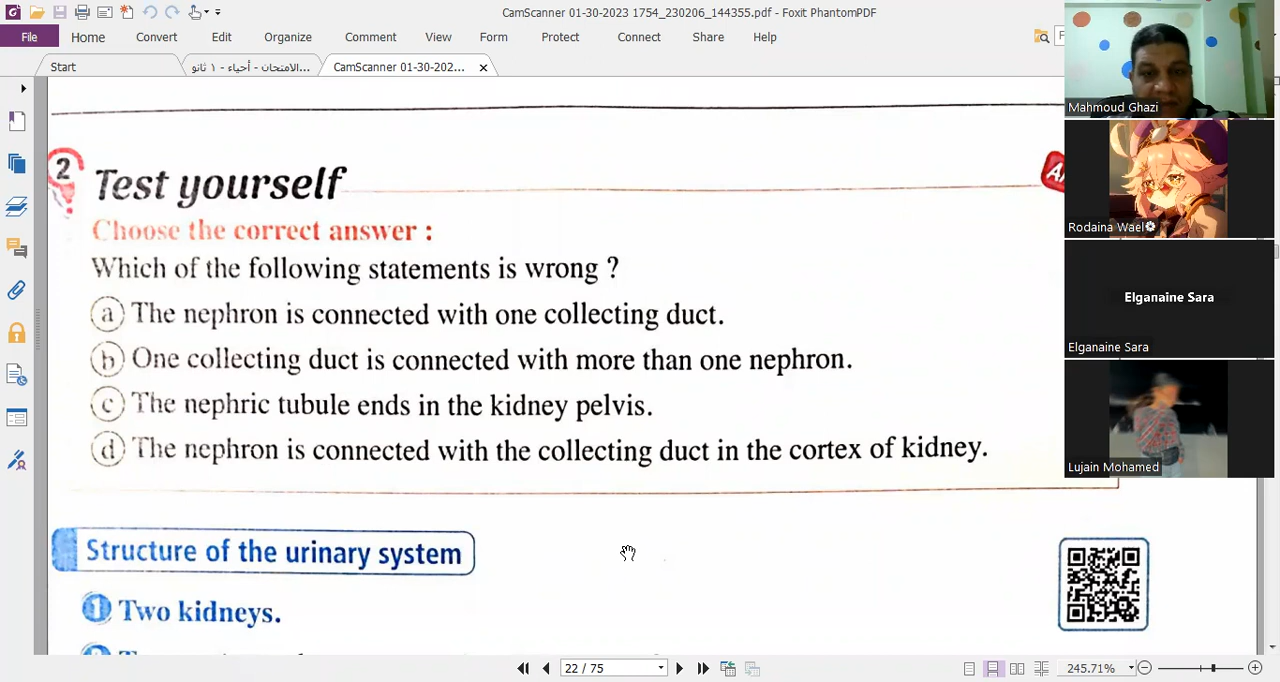 CamScanner 01-30-2023 1754_230206_144355.pdf - Foxit PhantomPDF
File Home Convert Edit Organize Comment View Form Protect Connect Share Help
Start
الامتحان - أحياء - ١ ثانو...
CamScanner 01-30-202...
2 Test yourself
Choose the correct answer :
Which of the following statements is wrong ?
a The nephron is connected with one collecting duct.
b One collecting duct is connected with more than one nephron.
c The nephric tubule ends in the kidney pelvis.
d The nephron is connected with the collecting duct in the cortex of kidney.
Structure of the urinary system
1 Two kidneys.
22 / 75
245.71%
Mahmoud Ghazi
Rodaina Wael
Elganaine Sara
Elganaine Sara
Lujain Mohamed